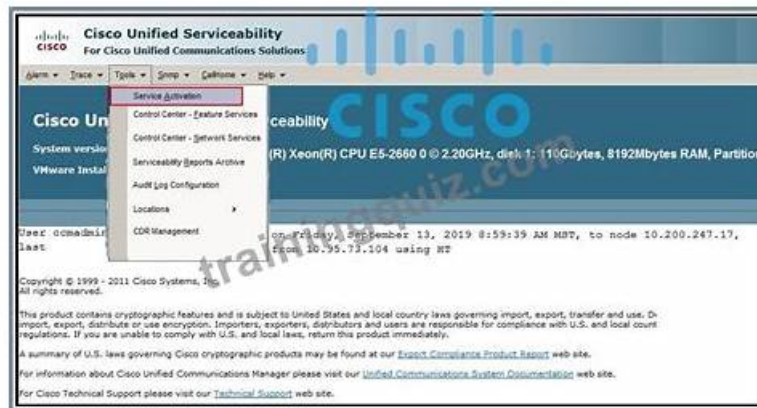 CISCO
Cisco Unified Serviceability
For Cisco Unified Communications Solutions
Alarm Trace Tools Snmp CallHome Help
Service Activation
Control Center - Feature Services
Control Center - Network Services
Serviceability Reports Archive
Audit Log Configuration
Locations
CDR Management
Cisco Un ceability
CISCO
System versio (R) Xeon(R) CPU E5-2660 0 @ 2.20GHz, disk 1: 110Gbytes, 8192Mbytes RAM, Partition
VMware Instal
trainingquiz.com
User ccmadmin on Friday, September 13, 2019 8:59:39 AM MST, to node 10.200.247.17,
last from 10.95.73.104 using HT
Copyright © 1999 - 2011 Cisco Systems, Inc.
All rights reserved.
This product contains cryptographic features and is subject to United States and local country laws governing import, export, transfer and use. D
import, export, distribute or use encryption. Importers, exporters, distributors and users are responsible for compliance with U.S. and local count
regulations. If you are unable to comply with U.S. and local laws, return this product immediately.
A summary of U.S. laws governing Cisco cryptographic products may be found at our Export Compliance Product Report web site.
For information about Cisco Unified Communications Manager please visit our Unified Communications System Documentation web site.
For Cisco Technical Support please visit our Technical Support web site.